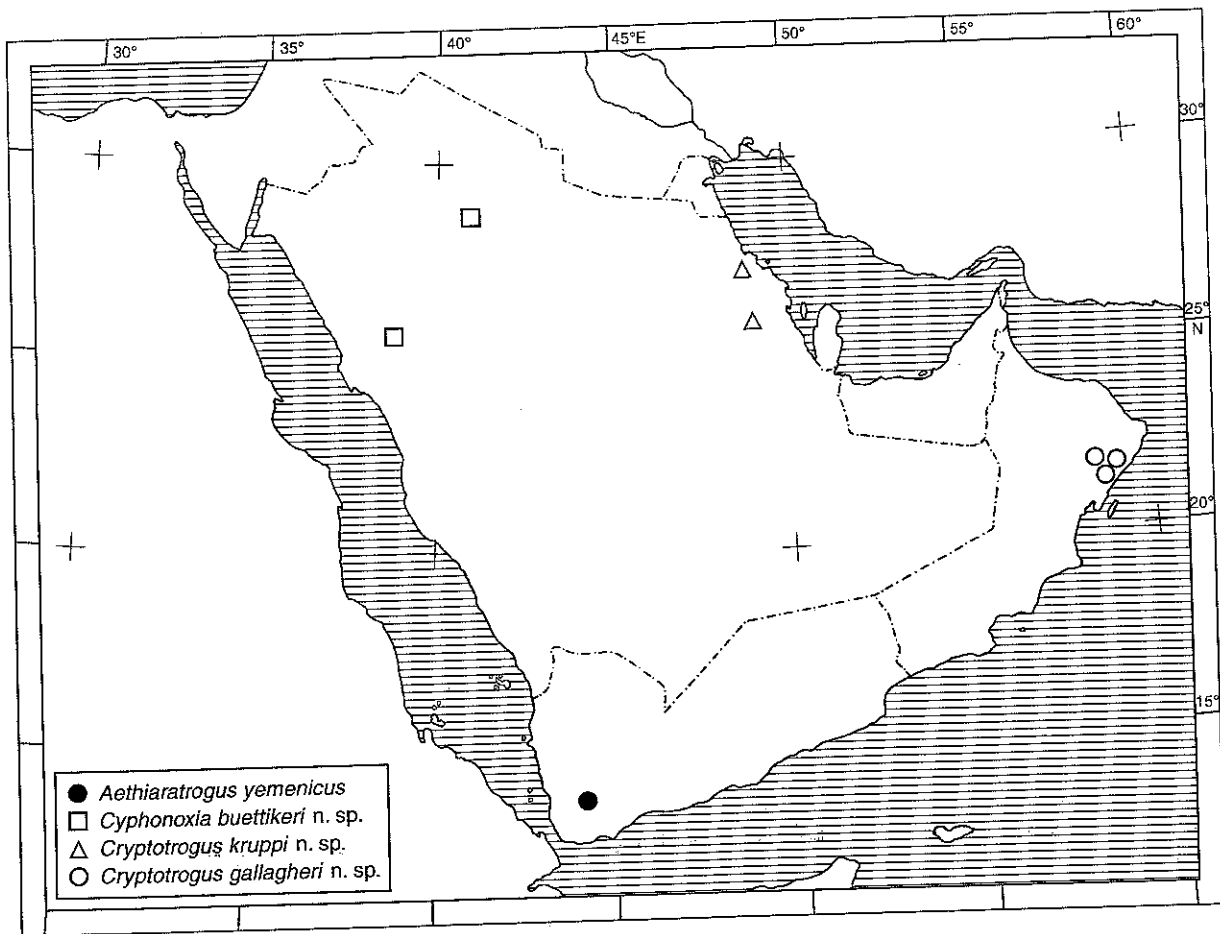 30° 35° 40° 45°E 50° 55° 60°
30°
25°
N
20°
15°
Aethiaratrogus yemenicus
Cyphonoxia buettikeri n. sp.
Cryptotrogus kruppi n. sp.
Cryptotrogus gallagheri n. sp.